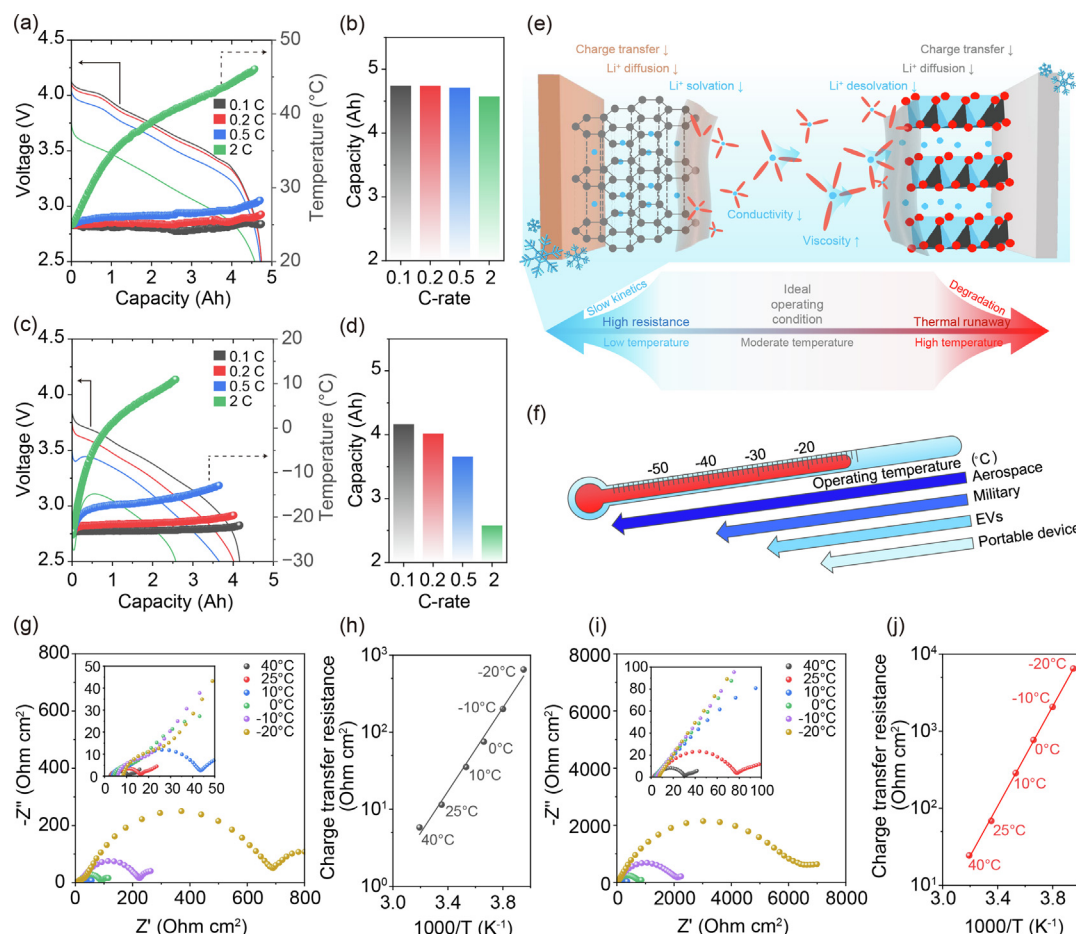 (a)
4.5
4.0
3.5
3.0
2.5
Voltage (V)
50
40
30
20
Temperature (°C)
0.1 C
0.2 C
0.5 C
2 C
0 1 2 3 4 5
Capacity (Ah)
(b)
5
4
3
2
Capacity (Ah)
0.1 0.2 0.5 2
C-rate
(c)
4.0
3.5
3.0
2.5
Voltage (V)
20
10
0
−10
−20
−30
Temperature (°C)
0.1 C
0.2 C
0.5 C
2 C
0 1 2 3 4 5
Capacity (Ah)
(d)
5
4
2
Capacity (Ah)
0.1 0.2 0.5 2
C-rate
(e)
Charge transfer ↓
Li⁺ diffusion ↓
Li⁺ solvation ↓
Charge transfer ↓
Li⁺ diffusion ↓
Li⁺ desolvation ↓
Conductivity ↓
Viscosity ↑
Slow kinetics
High resistance
Low temperature
Ideal
operating
condition
Moderate temperature
Degradation
Thermal runaway
High temperature
(f)
-50 -40 -30 -20
Operating temperature (°C)
Aerospace
Military
EVs
Portable device
(g)
800
600
400
200
0
-Z" (Ohm cm²)
50
40
30
20
10
0
0 10 20 30 40 50
40°C
25°C
10°C
0°C
-10°C
-20°C
0 200 400 600 800
Z' (Ohm cm²)
(h)
10³
10²
10¹
10⁰
Charge transfer resistance
(Ohm cm²)
-20°C
-10°C
0°C
10°C
25°C
40°C
3.0 3.4 3.8
1000/T (K⁻¹)
(i)
8000
6000
4000
2000
0
-Z" (Ohm cm²)
100
80
60
40
20
0
0 20 40 60 80 100
40°C
25°C
10°C
0°C
-10°C
-20°C
0 2000 4000 6000 8000
Z' (Ohm cm²)
(j)
10⁴
10³
10²
10¹
Charge transfer resistance
(Ohm cm²)
-20°C
-10°C
0°C
10°C
25°C
40°C
3.0 3.4 3.8
1000/T (K⁻¹)